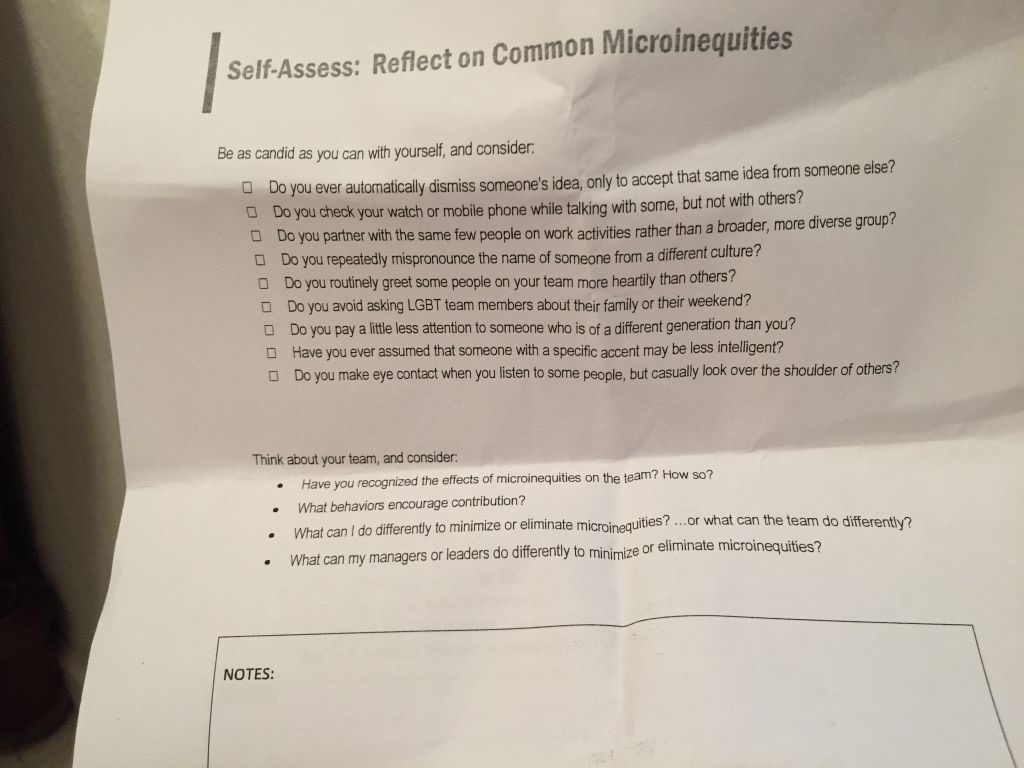 Self-Assess: Reflect on Common Microinequities
Be as candid as you can with yourself, and consider:
☐ Do you ever automatically dismiss someone's idea, only to accept that same idea from someone else?
☐ Do you check your watch or mobile phone while talking with some, but not with others?
☐ Do you partner with the same few people on work activities rather than a broader, more diverse group?
☐ Do you repeatedly mispronounce the name of someone from a different culture?
☐ Do you routinely greet some people on your team more heartily than others?
☐ Do you avoid asking LGBT team members about their family or their weekend?
☐ Do you pay a little less attention to someone who is of a different generation than you?
☐ Have you ever assumed that someone with a specific accent may be less intelligent?
☐ Do you make eye contact when you listen to some people, but casually look over the shoulder of others?
Think about your team, and consider:
• Have you recognized the effects of microinequities on the team? How so?
• What behaviors encourage contribution?
• What can I do differently to minimize or eliminate microinequities? …or what can the team do differently?
• What can my managers or leaders do differently to minimize or eliminate microinequities?
NOTES: